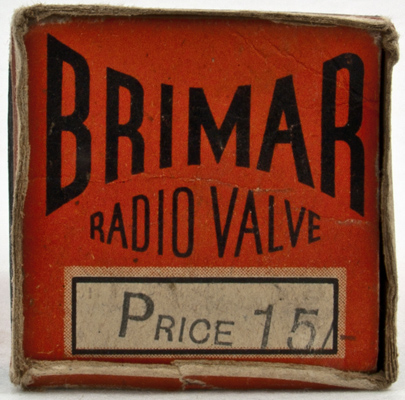 BRIMAR
RADIO VALVE
PRICE 15/-